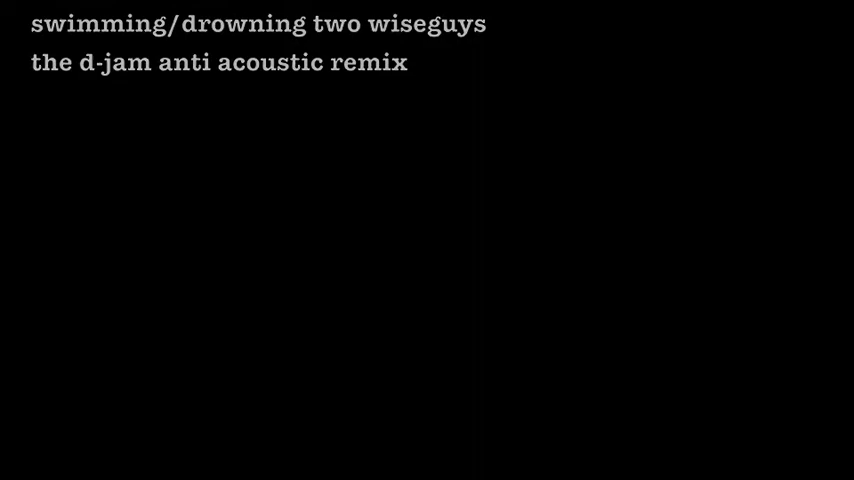 swimming/drowning two wiseguys
the d-jam anti acoustic remix